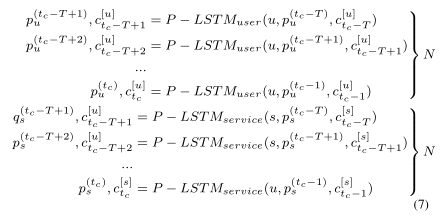 p_u^{(t_c-T+1)}, c_{t_c-T+1}^{[u]} = P - LSTM_{user}(u, p_u^{(t_c-T)}, c_{t_c-T}^{[u]})
p_u^{(t_c-T+2)}, c_{t_c-T+2}^{[u]} = P - LSTM_{user}(u, p_u^{(t_c-T+1)}, c_{t_c-T+1}^{[u]})
...
p_u^{(t_c)}, c_{t_c}^{[u]} = P - LSTM_{user}(u, p_u^{(t_c-1)}, c_{t_c-1}^{[u]})
} N
q_s^{(t_c-T+1)}, c_{t_c-T+1}^{[u]} = P - LSTM_{service}(s, p_s^{(t_c-T)}, c_{t_c-T}^{[s]})
p_s^{(t_c-T+2)}, c_{t_c-T+2}^{[u]} = P - LSTM_{service}(s, p_s^{(t_c-T+1)}, c_{t_c-T+1}^{[s]})
...
p_s^{(t_c)}, c_{t_c}^{[s]} = P - LSTM_{service}(u, p_s^{(t_c-1)}, c_{t_c-1}^{[s]})
} N
(7)